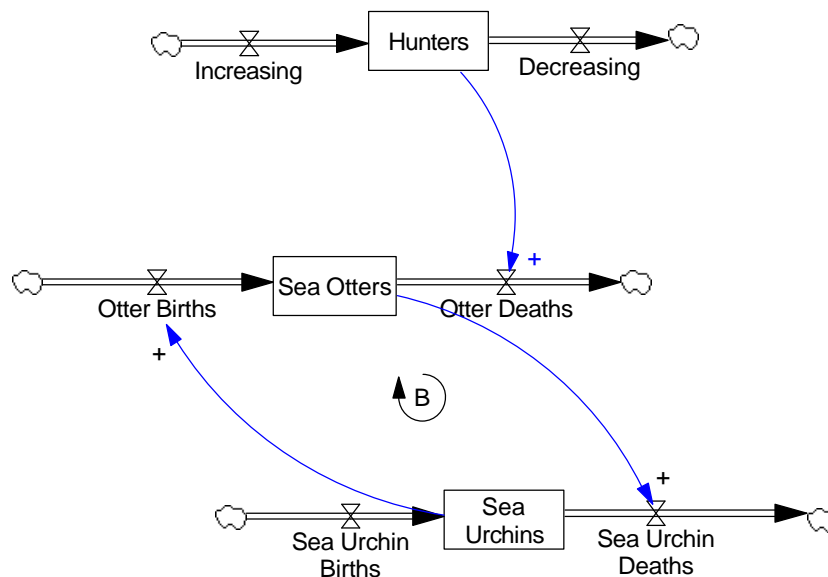 Hunters
Increasing
Decreasing
+
Sea Otters
Otter Births
Otter Deaths
+
B
+
Sea
Urchins
Sea Urchin
Births
Sea Urchin
Deaths